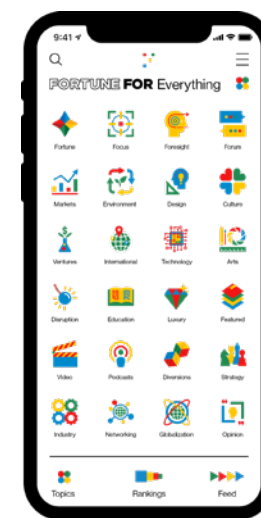 9:41
FORTUNE FOR Everything
Fortune Focus Foresight Forum
Markets Environment Design Culture
Ventures International Technology Arts
Disruption Education Luxury Featured
Video Podcasts Diversions Strategy
Industry Networking Globalization Opinion
Topics Rankings Feed